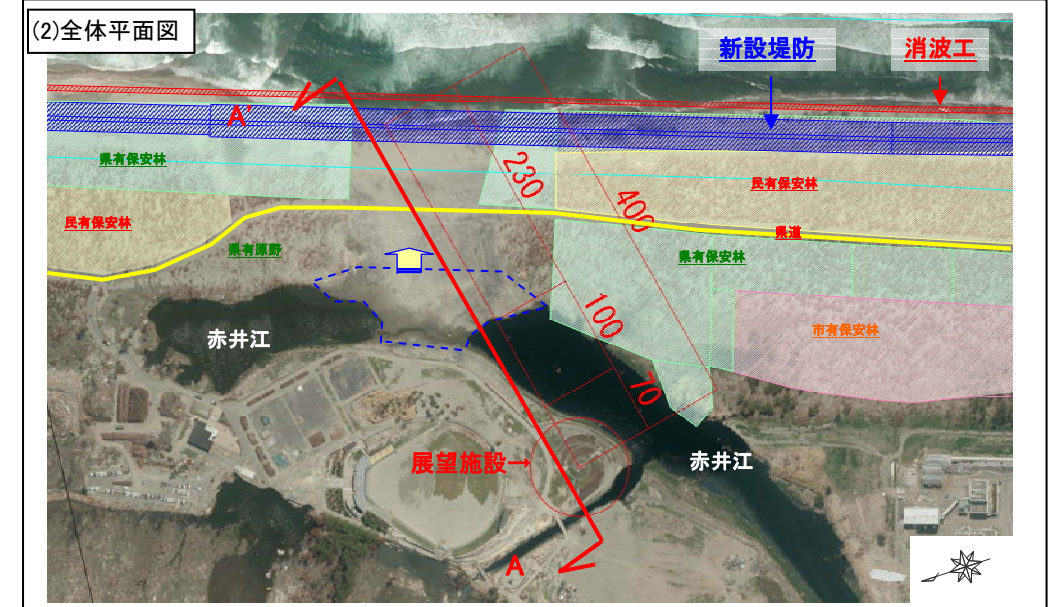 (2)全体平面図
新設堤防
消波工
A'
県有保安林
230
民有保安林
400
民有保安林
県道
県有原野
県有保安林
100
赤井江
市有保安林
70
展望施設→
赤井江
A